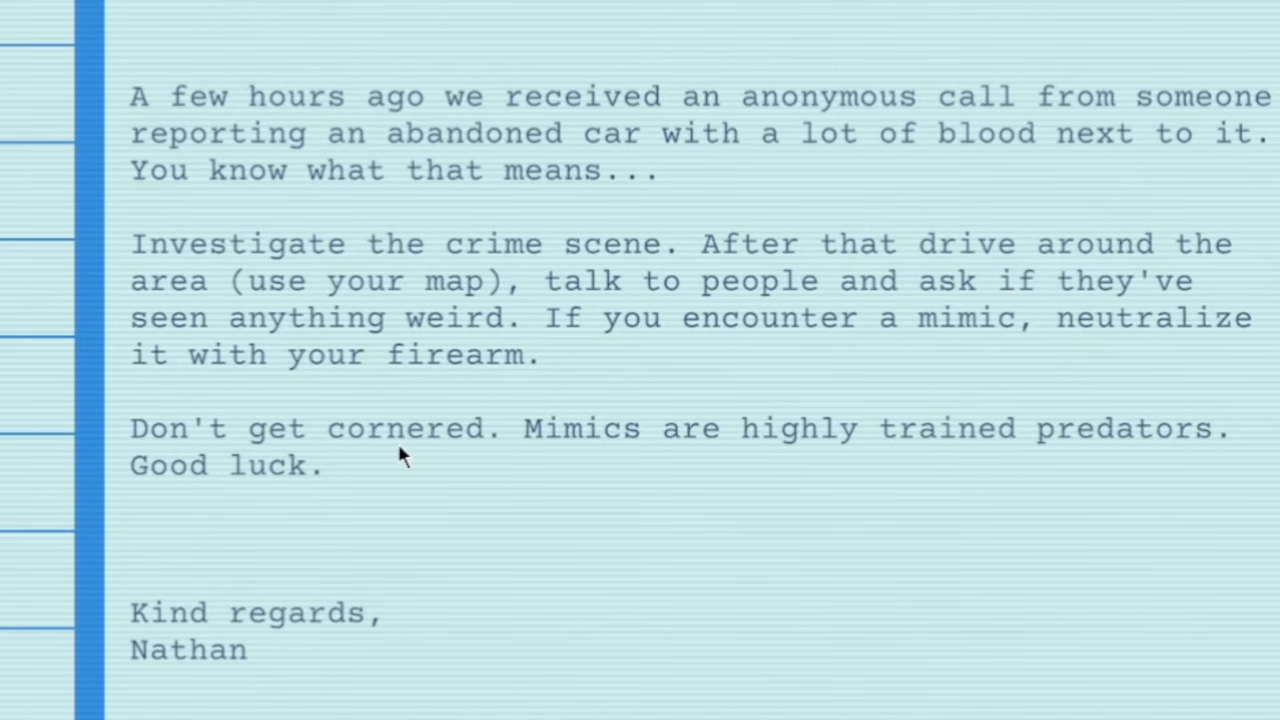 A few hours ago we received an anonymous call from someone
reporting an abandoned car with a lot of blood next to it.
You know what that means...
Investigate the crime scene. After that drive around the
area (use your map), talk to people and ask if they've
seen anything weird. If you encounter a mimic, neutralize
it with your firearm.
Don't get cornered. Mimics are highly trained predators.
Good luck.
Kind regards,
Nathan